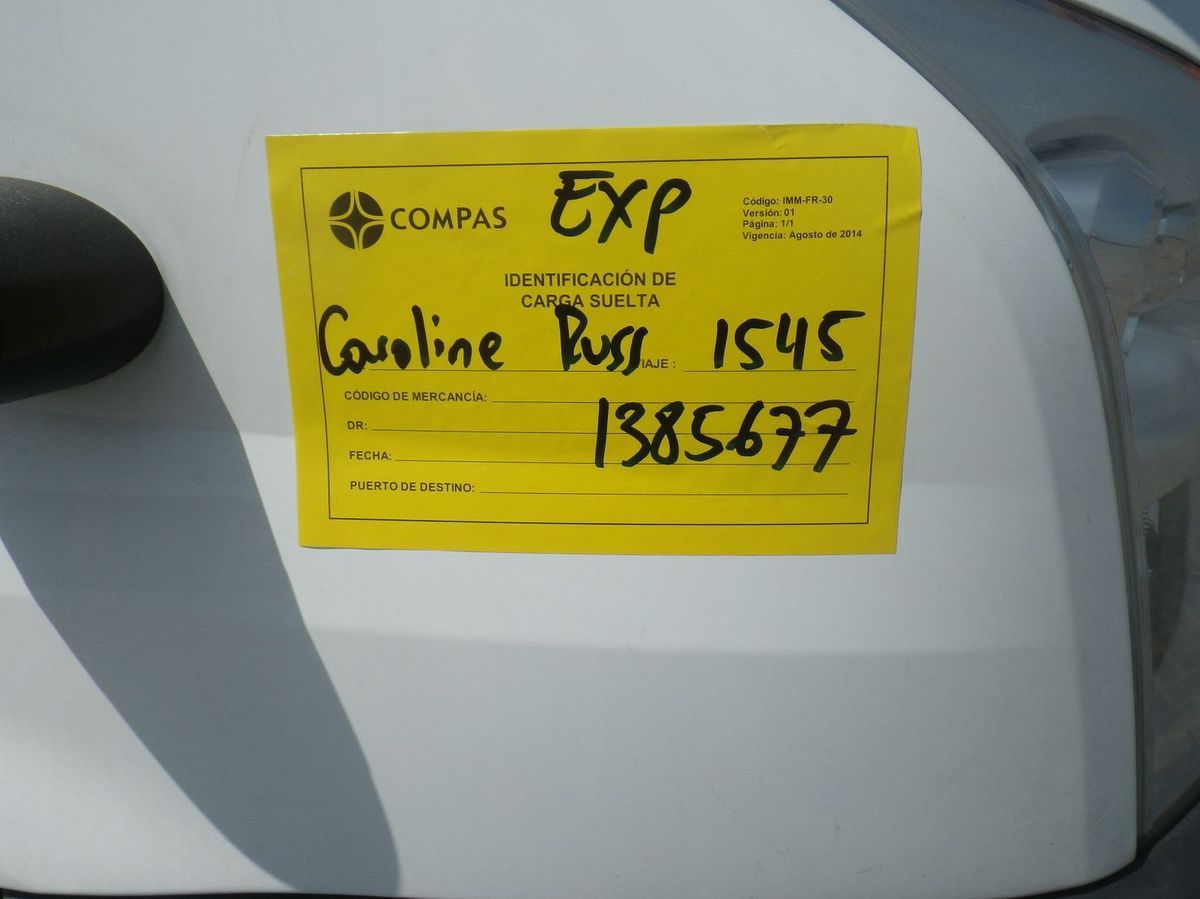 COMPAS
EXP
Código: IMM-FR-30
Versión: 01
Página: 1/1
Vigencia: Agosto de 2014
IDENTIFICACIÓN DE
CARGA SUELTA
Caroline Russ VIAJE : 1545
CÓDIGO DE MERCANCÍA:
DR: 1385677
FECHA:
PUERTO DE DESTINO: